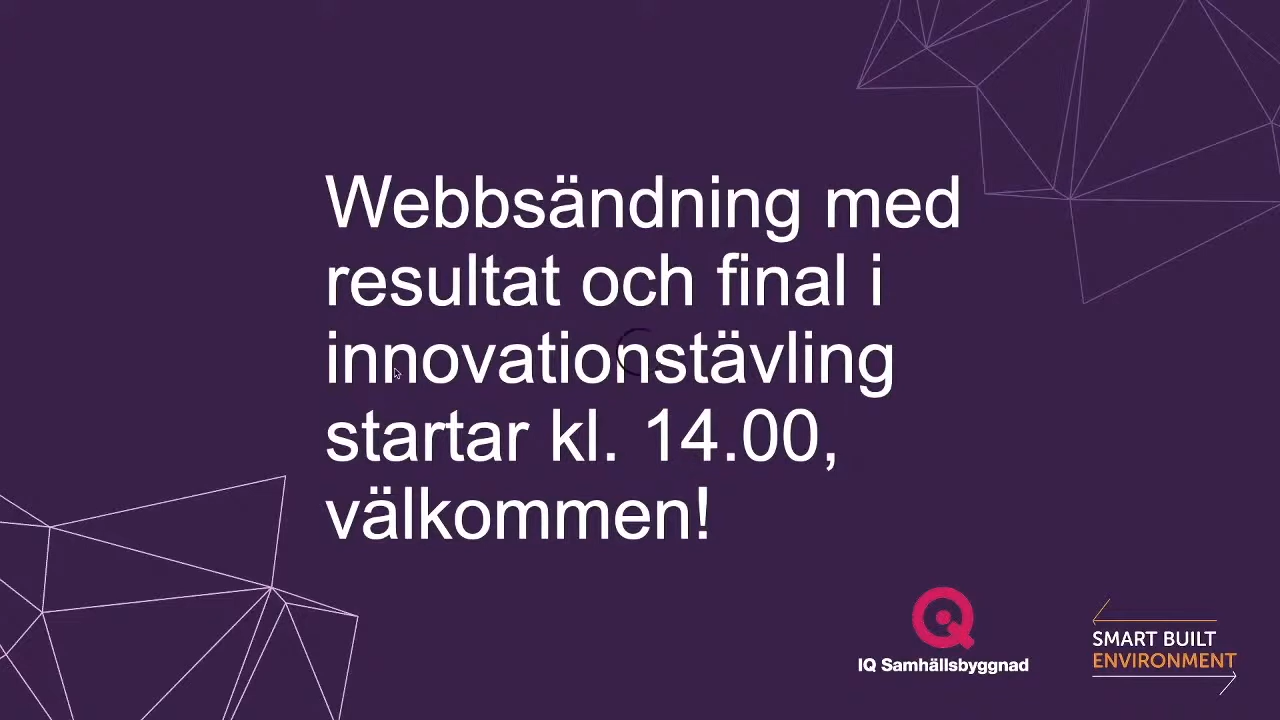 Webbsändning med
resultat och final i
innovationstävling
startar kl. 14.00,
välkommen!
IQ Samhällsbyggnad
SMART BUILT
ENVIRONMENT